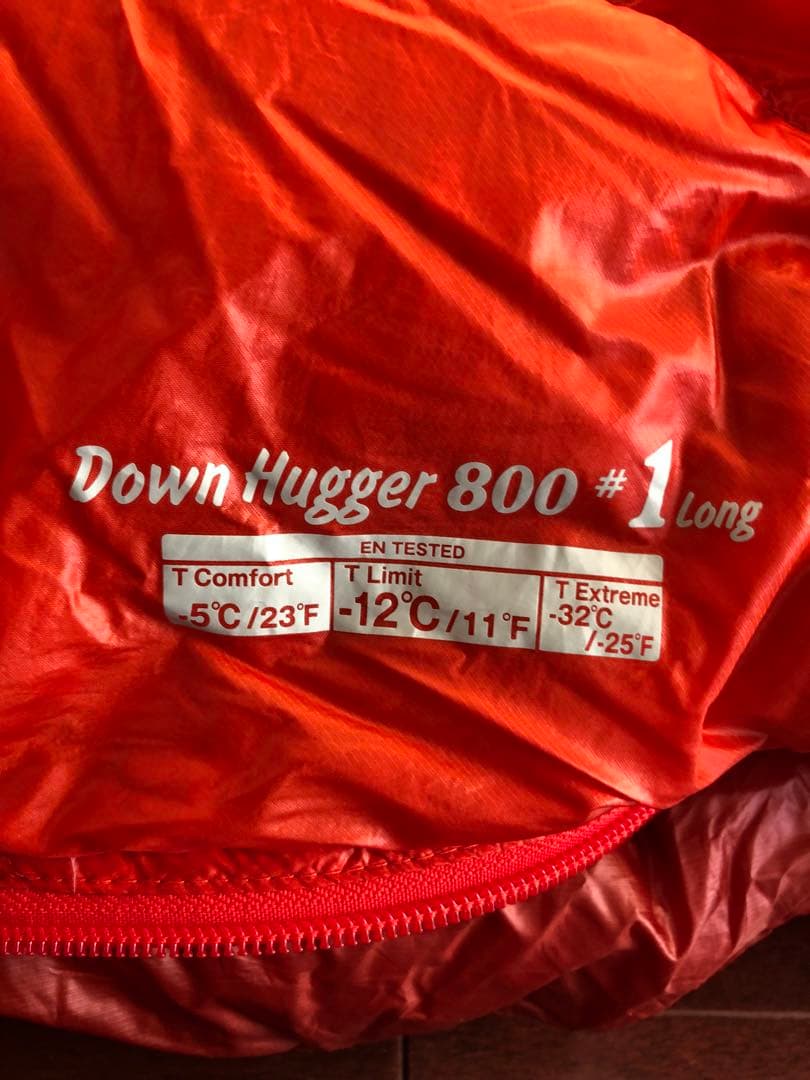 Down Hugger 800 #1 Long
EN TESTED
T Comfort
-5°C/23°F
T Limit
-12°C/11°F
T Extreme
-32°C
/-25°F